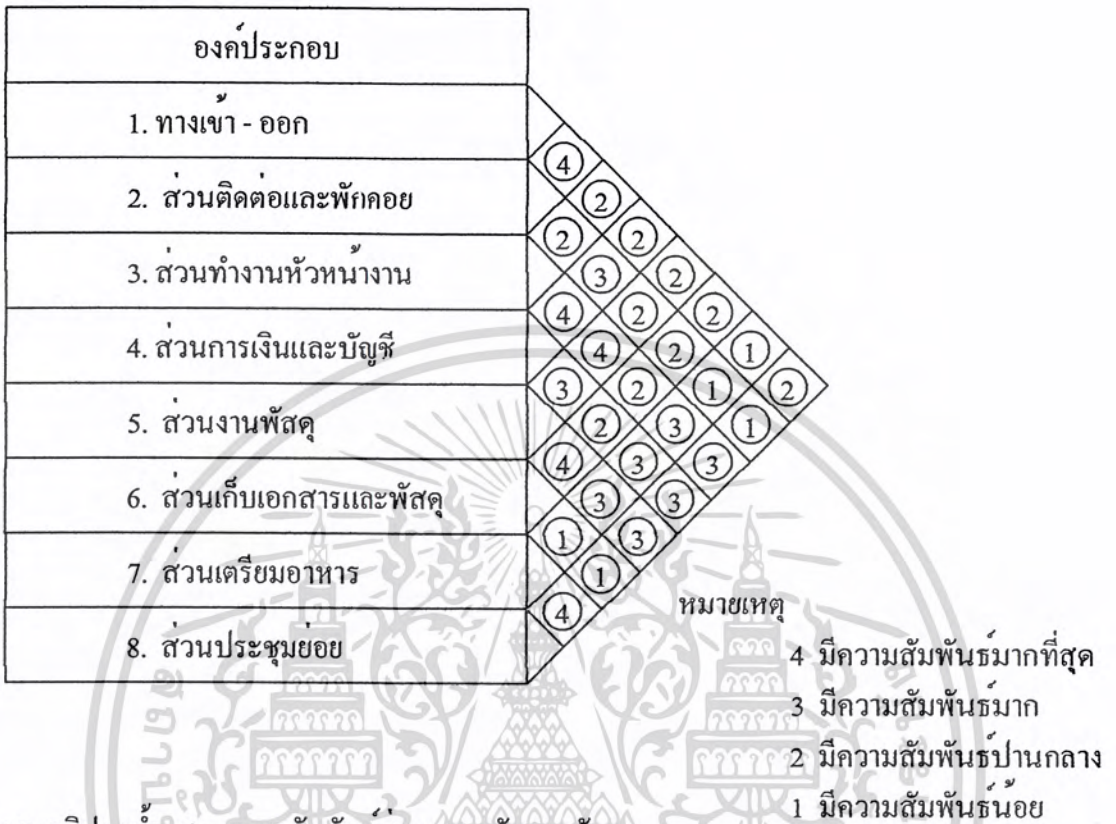 องค์ประกอบ
1. ทางเข้า - ออก
4
2. ส่วนติดต่อและพักคอย
2
2 2
3. ส่วนทำงานหัวหน้างาน
3 2
4 2 2
4. ส่วนการเงินและบัญชี
4 2 1
3 2 1 2
5. ส่วนงานพัสดุ
2 3 1
4 3 3
6. ส่วนเก็บเอกสารและพัสดุ
3 3
1 3
7. ส่วนเตรียมอาหาร
1
4
8. ส่วนประชุมย่อย
หมายเหตุ
4 มีความสัมพันธ์มากที่สุด
3 มีความสัมพันธ์มาก
2 มีความสัมพันธ์ปานกลาง
1 มีความสัมพันธ์น้อย